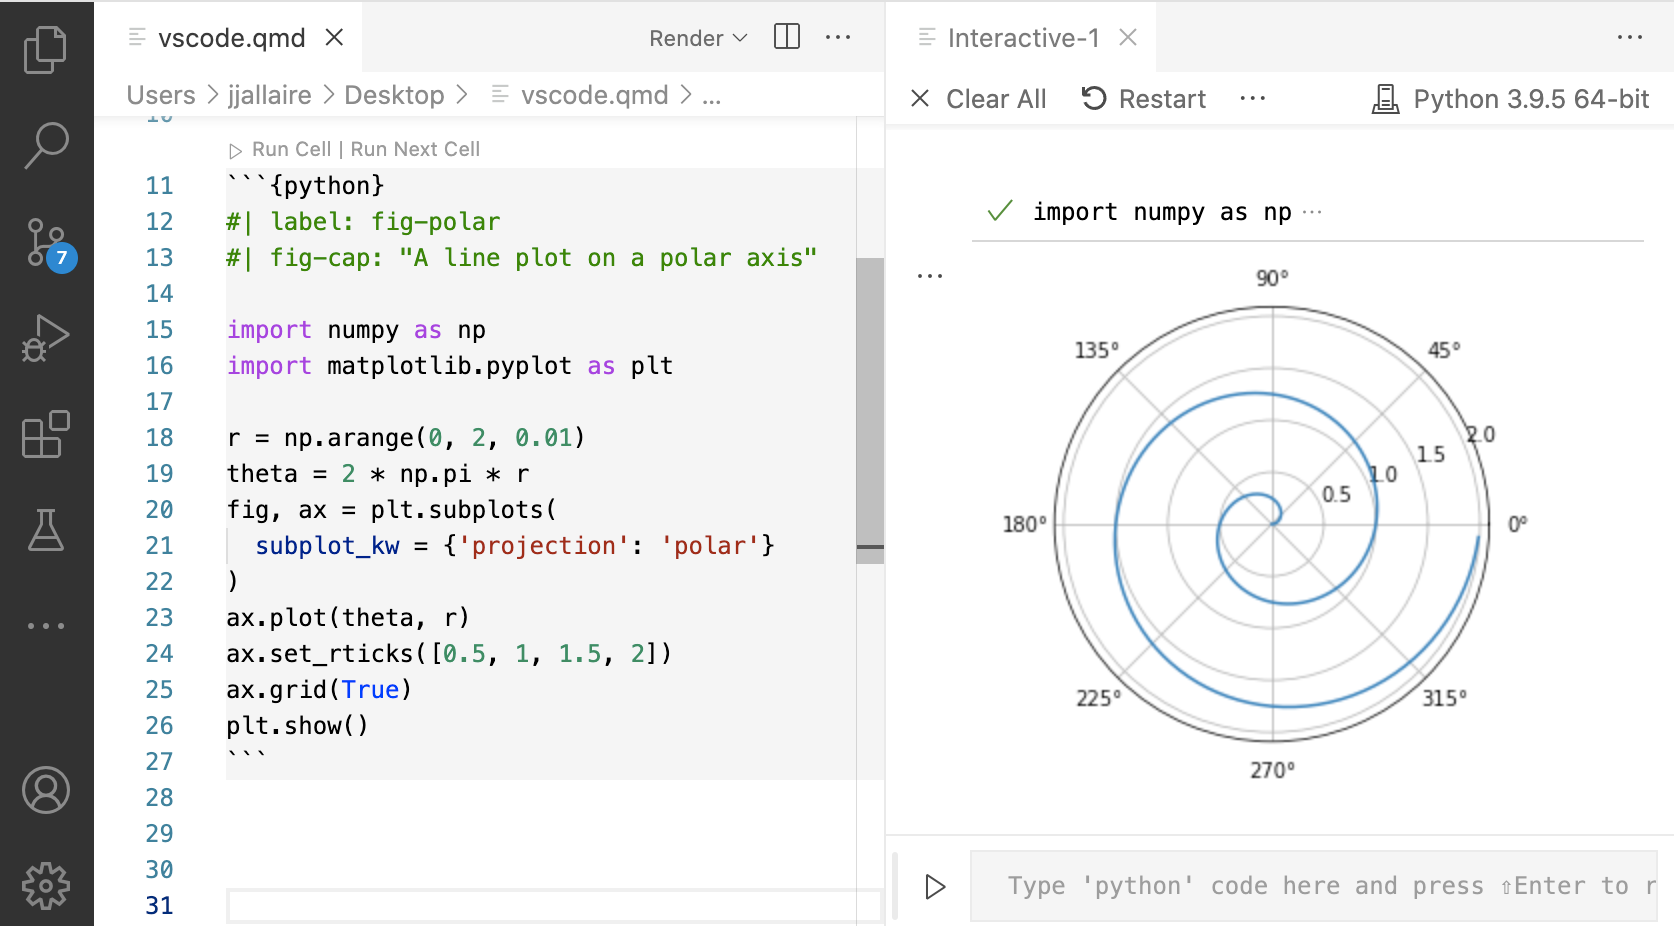 vscode.qmd
Render
Interactive-1
Users > jjallaire > Desktop > vscode.qmd > ...
Clear All
Restart
Python 3.9.5 64-bit
10
Run Cell | Run Next Cell
11 ```{python}
12 #| label: fig-polar
13 #| fig-cap: "A line plot on a polar axis"
14
15 import numpy as np
16 import matplotlib.pyplot as plt
17
18 r = np.arange(0, 2, 0.01)
19 theta = 2 * np.pi * r
20 fig, ax = plt.subplots(
21 subplot_kw = {'projection': 'polar'}
22 )
23 ax.plot(theta, r)
24 ax.set_rticks([0.5, 1, 1.5, 2])
25 ax.grid(True)
26 plt.show()
27 ```
28
29
30
31
7
import numpy as np ...
90°
135°
45°
2.0
1.5
1.0
0.5
180°
0°
225°
315°
270°
Type 'python' code here and press ⇧Enter to r